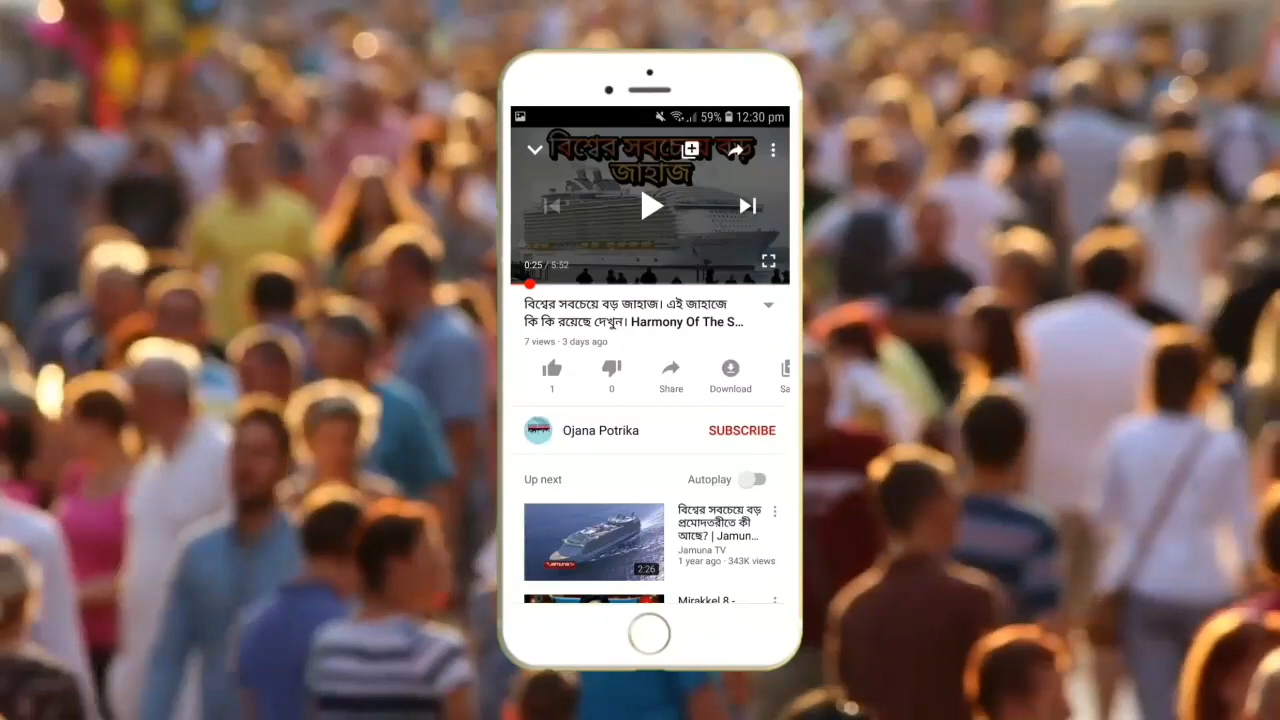 59% 12:30 pm
বিশ্বের সবচেয়ে বড়
জাহাজ
0:25 / 5:52
বিশ্বের সবচেয়ে বড় জাহাজ। এই জাহাজে
কি কি রয়েছে দেখুন। Harmony Of The S...
7 views · 3 days ago
1
0
Share
Download
Sa
Ojana Potrika
SUBSCRIBE
Up next
Autoplay
বিশ্বের সবচেয়ে বড়
প্রমোদতরীতে কী
আছে? | Jamun...
Jamuna TV
1 year ago · 343K views
Jamuna
2:26
Mirakkel 8 -